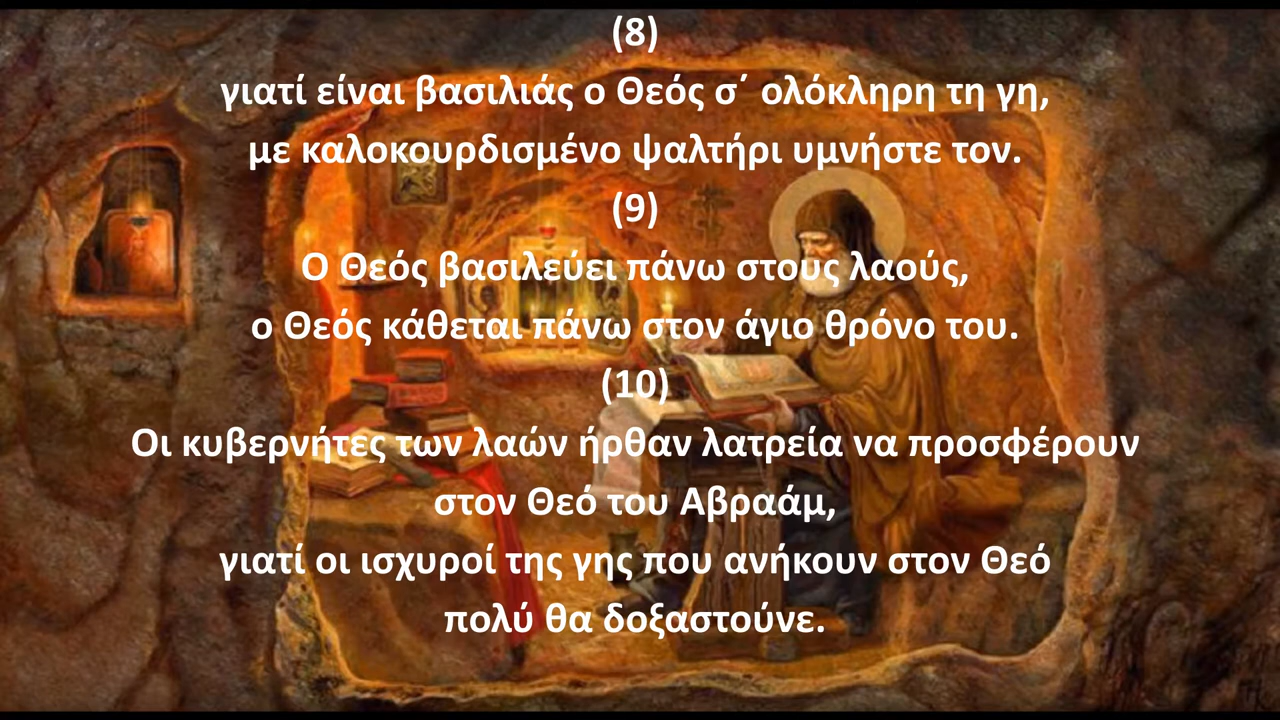 (8)
γιατί είναι βασιλιάς ο Θεός σ΄ ολόκληρη τη γη,
με καλοκουρδισμένο ψαλτήρι υμνήστε τον.
(9)
Ο Θεός βασιλεύει πάνω στους λαούς,
ο Θεός κάθεται πάνω στον άγιο θρόνο του.
(10)
Οι κυβερνήτες των λαών ήρθαν λατρεία να προσφέρουν
στον Θεό του Αβραάμ,
γιατί οι ισχυροί της γης που ανήκουν στον Θεό
πολύ θα δοξαστούνε.